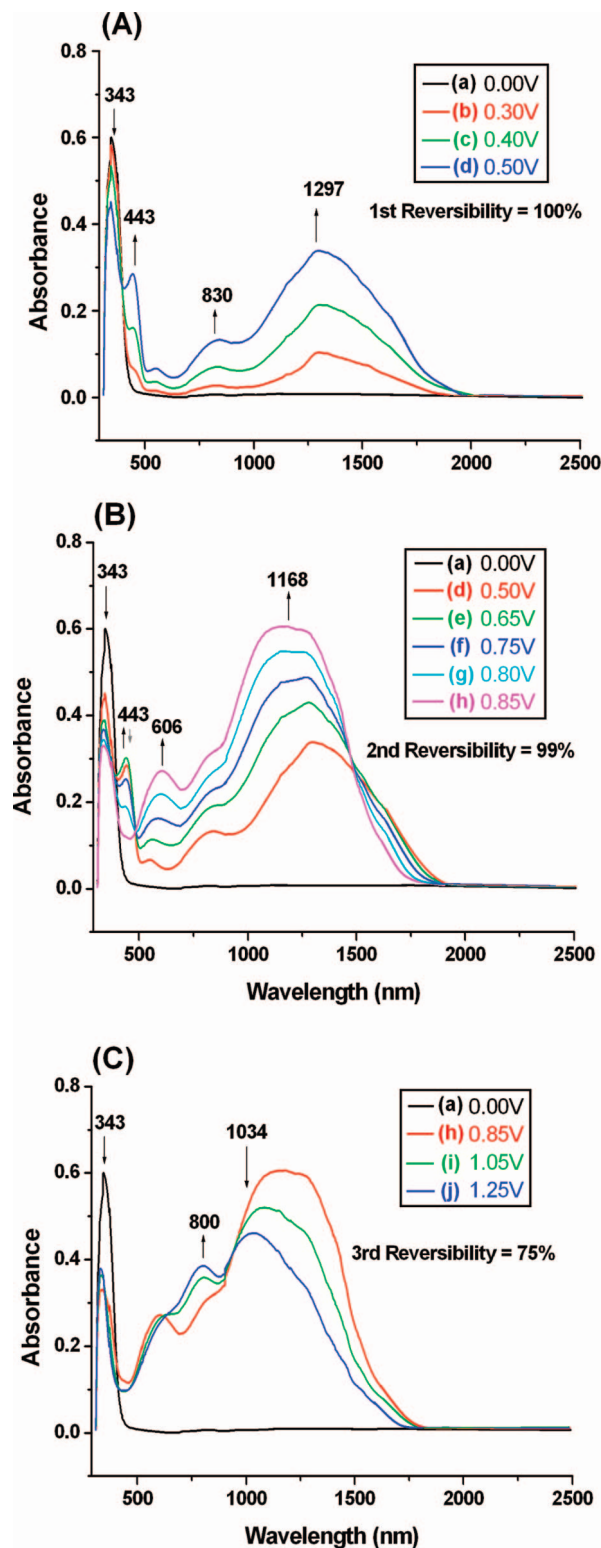 (A)
0.8
343
(a) 0.00V
(b) 0.30V
(c) 0.40V
(d) 0.50V
0.6
1st Reversibility = 100%
443
1297
0.4
830
0.2
0.0
Absorbance
500 1000 1500 2000 2500
(B)
0.8
343
1168
(a) 0.00V
(d) 0.50V
(e) 0.65V
(f) 0.75V
(g) 0.80V
(h) 0.85V
0.6
443 606
2nd Reversibility = 99%
0.4
0.2
0.0
Absorbance
500 1000 1500 2000 2500
Wavelength (nm)
(C)
0.8
343
1034
(a) 0.00V
(h) 0.85V
(i) 1.05V
(j) 1.25V
0.6
800
3rd Reversibility = 75%
0.4
0.2
0.0
Absorbance
500 1000 1500 2000 2500
Wavelength (nm)